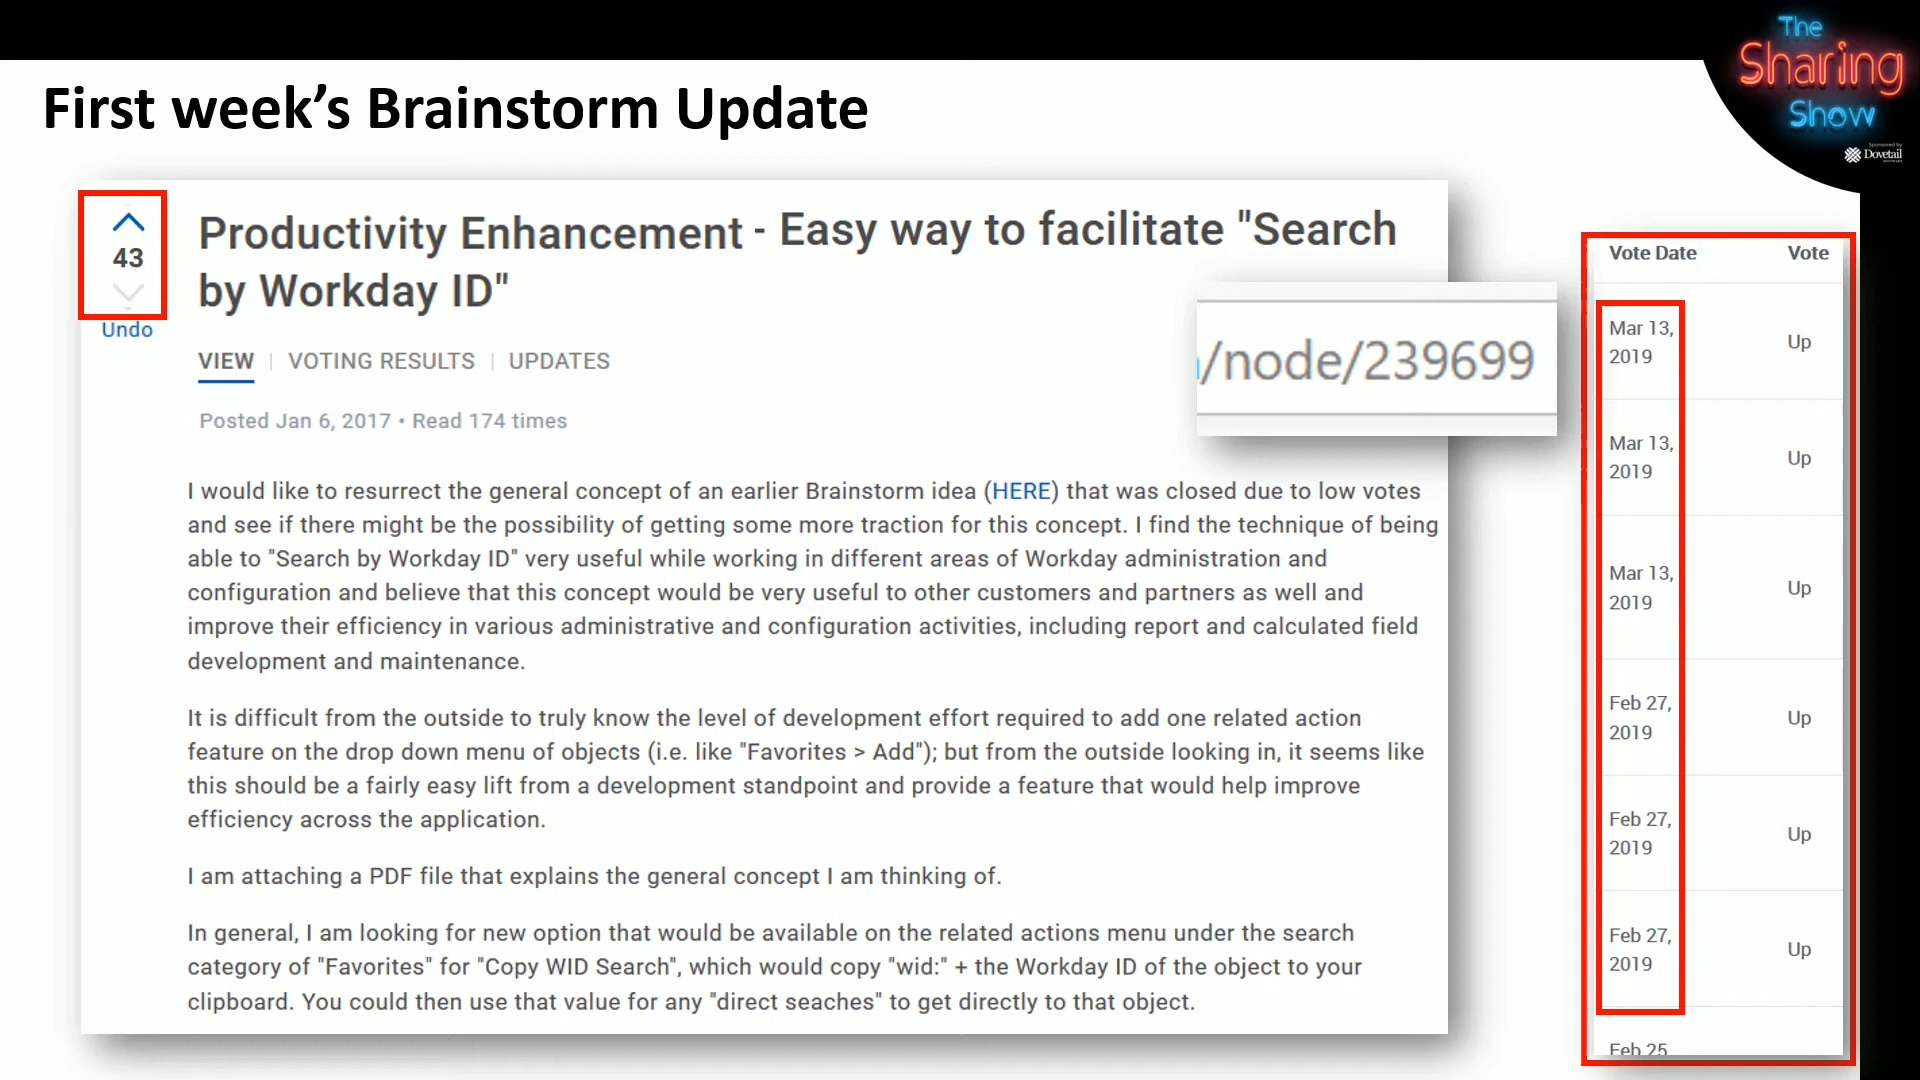 The
Sharing
Show
Sponsored by
Dovetail
SOFTWARE
First week’s Brainstorm Update
43
Undo
Productivity Enhancement - Easy way to facilitate "Search
by Workday ID"
VIEW | VOTING RESULTS | UPDATES
Posted Jan 6, 2017 • Read 174 times
/node/239699
I would like to resurrect the general concept of an earlier Brainstorm idea (HERE) that was closed due to low votes
and see if there might be the possibility of getting some more traction for this concept. I find the technique of being
able to "Search by Workday ID" very useful while working in different areas of Workday administration and
configuration and believe that this concept would be very useful to other customers and partners as well and
improve their efficiency in various administrative and configuration activities, including report and calculated field
development and maintenance.
It is difficult from the outside to truly know the level of development effort required to add one related action
feature on the drop down menu of objects (i.e. like "Favorites > Add"); but from the outside looking in, it seems like
this should be a fairly easy lift from a development standpoint and provide a feature that would help improve
efficiency across the application.
I am attaching a PDF file that explains the general concept I am thinking of.
In general, I am looking for new option that would be available on the related actions menu under the search
category of "Favorites" for "Copy WID Search", which would copy "wid:" + the Workday ID of the object to your
clipboard. You could then use that value for any "direct searches" to get directly to that object.
Vote Date Vote
Mar 13,
2019 Up
Mar 13,
2019 Up
Mar 13,
2019 Up
Feb 27,
2019 Up
Feb 27,
2019 Up
Feb 27,
2019 Up
Feb 25